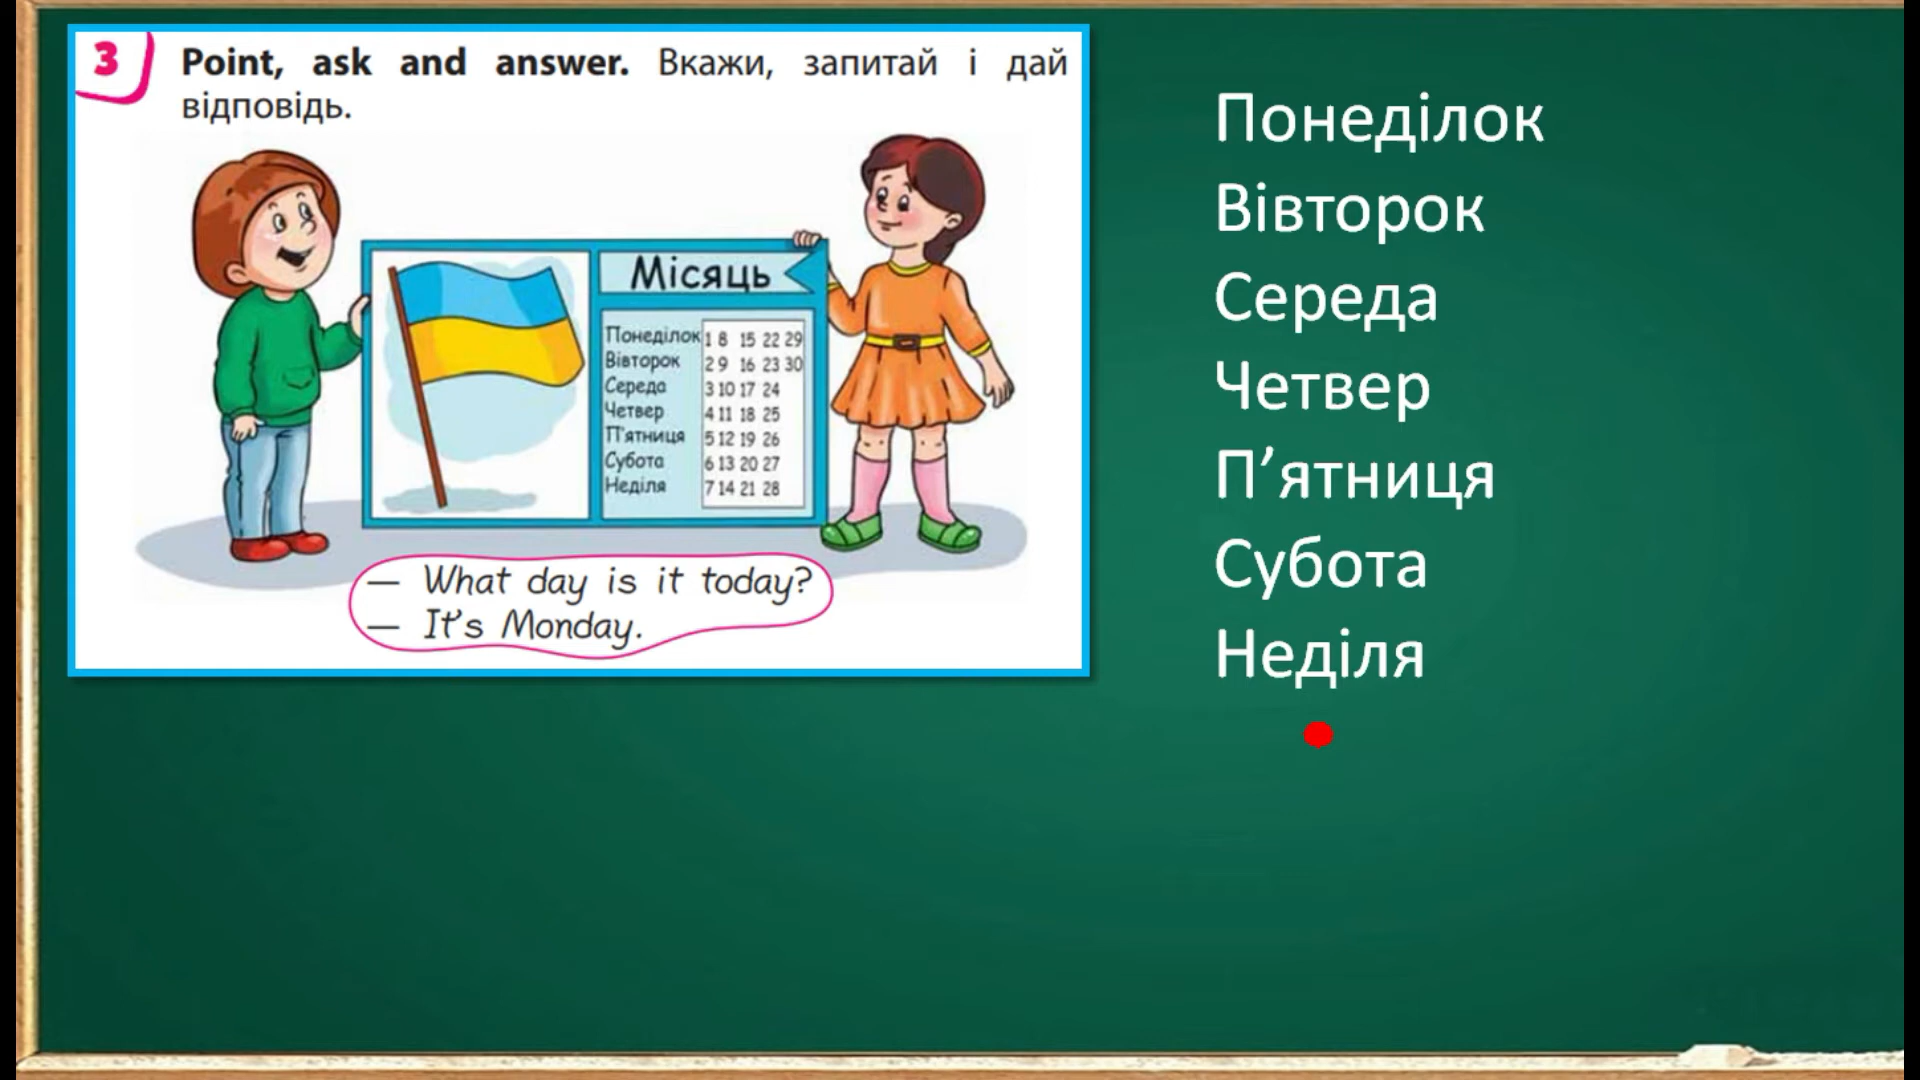 3
Point, ask and answer. Вкажи, запитай і дай
відповідь.
Місяць
Понеділок 1 8 15 22 29
Вівторок 2 9 16 23 30
Середа 3 10 17 24
Четвер 4 11 18 25
П'ятниця 5 12 19 26
Субота 6 13 20 27
Неділя 7 14 21 28
— What day is it today?
— It's Monday.
Понеділок
Вівторок
Середа
Четвер
П’ятниця
Субота
Неділя